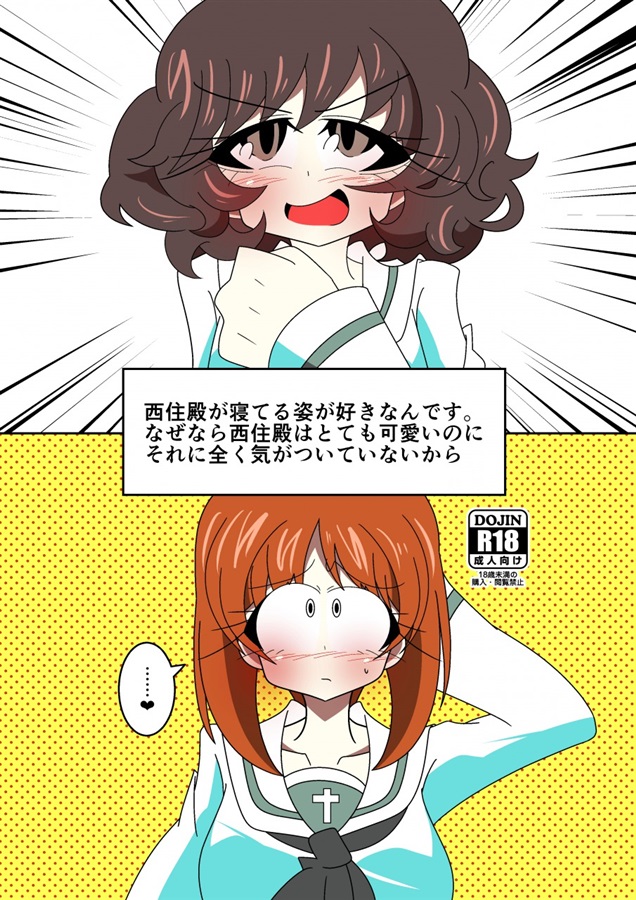 西住殿が寝てる姿が好きなんです。
なぜなら西住殿はとても可愛いのに
それに全く気がついていないから
DOJIN
R18
成人向け
18歳未満の
購入・閲覧禁止
……❤